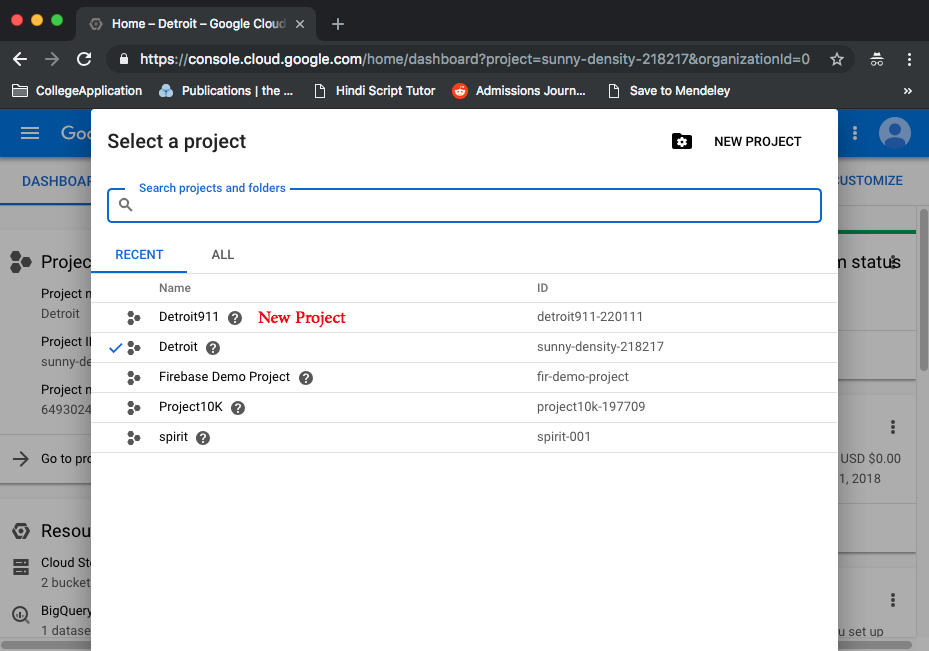 Home – Detroit – Google Cloud
https://console.cloud.google.com/home/dashboard?project=sunny-density-218217&organizationId=0
CollegeApplication Publications | the ... Hindi Script Tutor Admissions Journ... Save to Mendeley »
Goo
Select a project NEW PROJECT
DASHBOAR
CUSTOMIZE
Search projects and folders
RECENT ALL
Name ID
Detroit911 New Project detroit911-220111
Detroit sunny-density-218217
Firebase Demo Project fir-demo-project
Project10K project10k-197709
spirit spirit-001
Projec
Project n
Detroit
Project II
sunny-de
Project n
6493024
Go to pro
Resou
Cloud Sto
2 bucket
BigQuery
1 datase
m status
USD $0.00
1, 2018
u set up